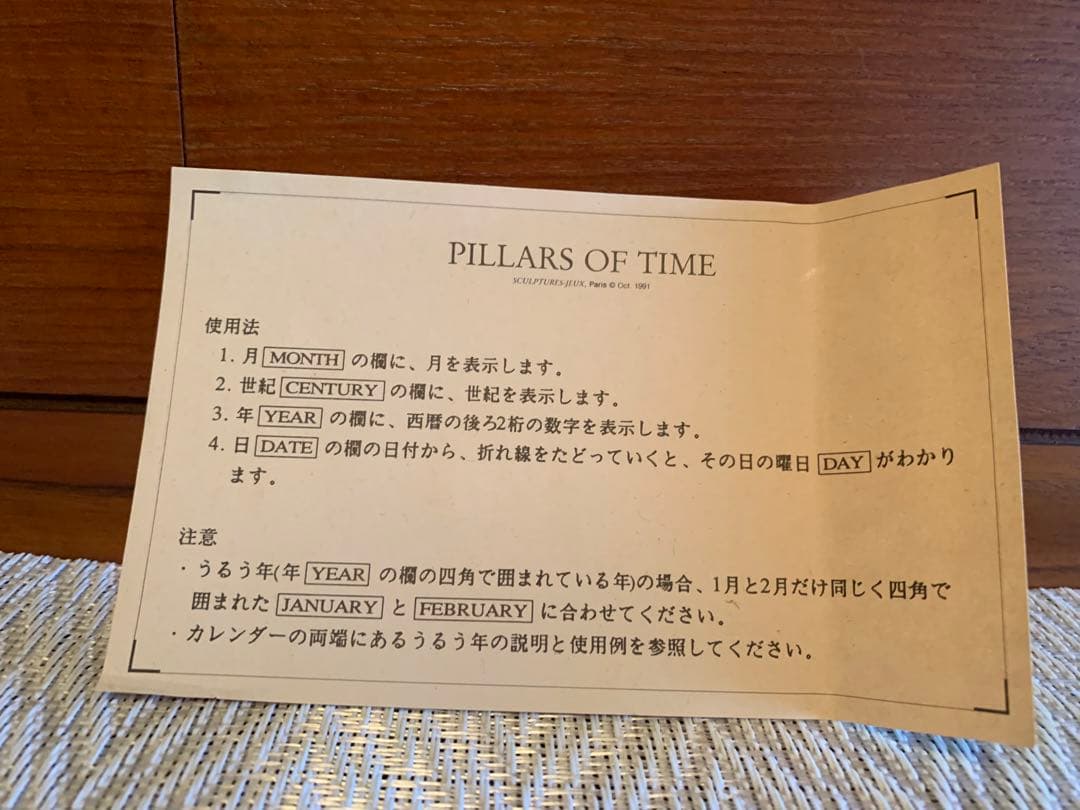 PILLARS OF TIME
SCULPTURES-JEUX, Paris © Oct. 1991
使用法
1. 月 MONTH の欄に、月を表示します。
2. 世紀 CENTURY の欄に、世紀を表示します。
3. 年 YEAR の欄に、西暦の後ろ2桁の数字を表示します。
4. 日 DATE の欄の日付から、折れ線をたどっていくと、その日の曜日 DAY がわかり
ます。
注意
・うるう年(年 YEAR の欄の四角で囲まれている年)の場合、1月と2月だけ同じく四角で
囲まれた JANUARY と FEBRUARY に合わせてください。
・カレンダーの両端にあるうるう年の説明と使用例を参照してください。